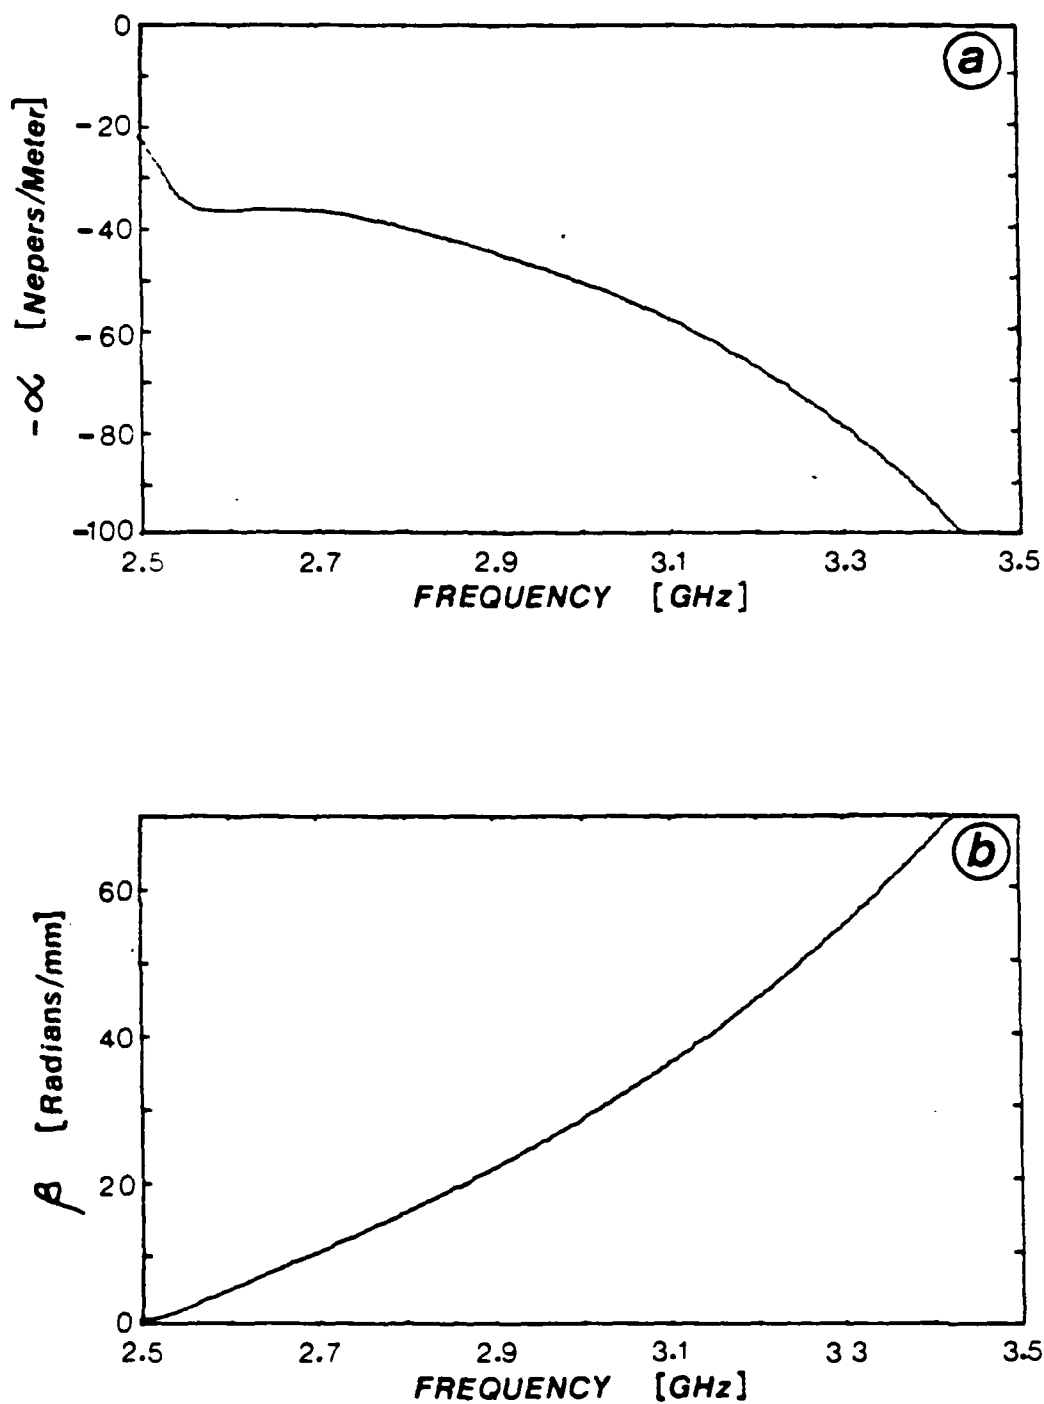 a
0
-20
-40
-60
-80
-100
-α [Nepers/Meter]
2.5 2.7 2.9 3.1 3.3 3.5
FREQUENCY [GHz]
b
60
40
20
0
β [Radians/mm]
2.5 2.7 2.9 3.1 3.3 3.5
FREQUENCY [GHz]